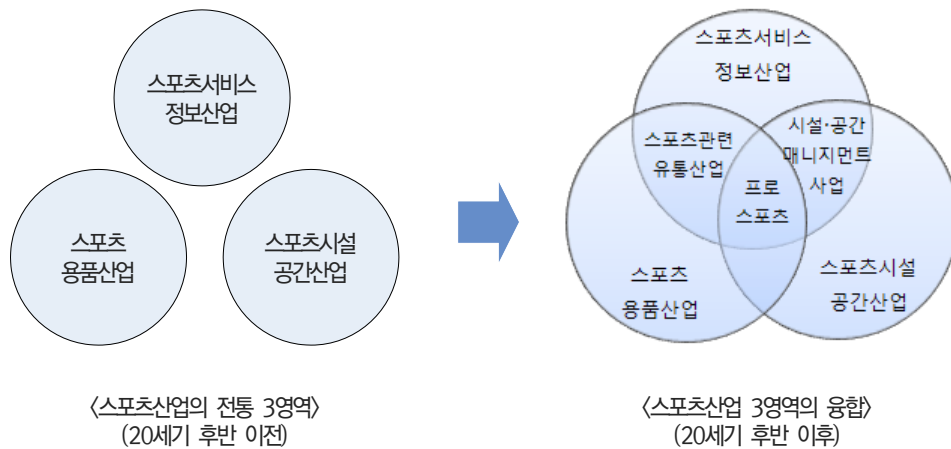 스포츠서비스
정보산업
스포츠
용품산업
스포츠시설
공간산업
<스포츠산업의 전통 3영역>
(20세기 후반 이전)
스포츠서비스
정보산업
스포츠관련
유통산업
시설·공간
매니지먼트
사업
프로
스포츠
스포츠
용품산업
스포츠시설
공간산업
<스포츠산업 3영역의 융합>
(20세기 후반 이후)